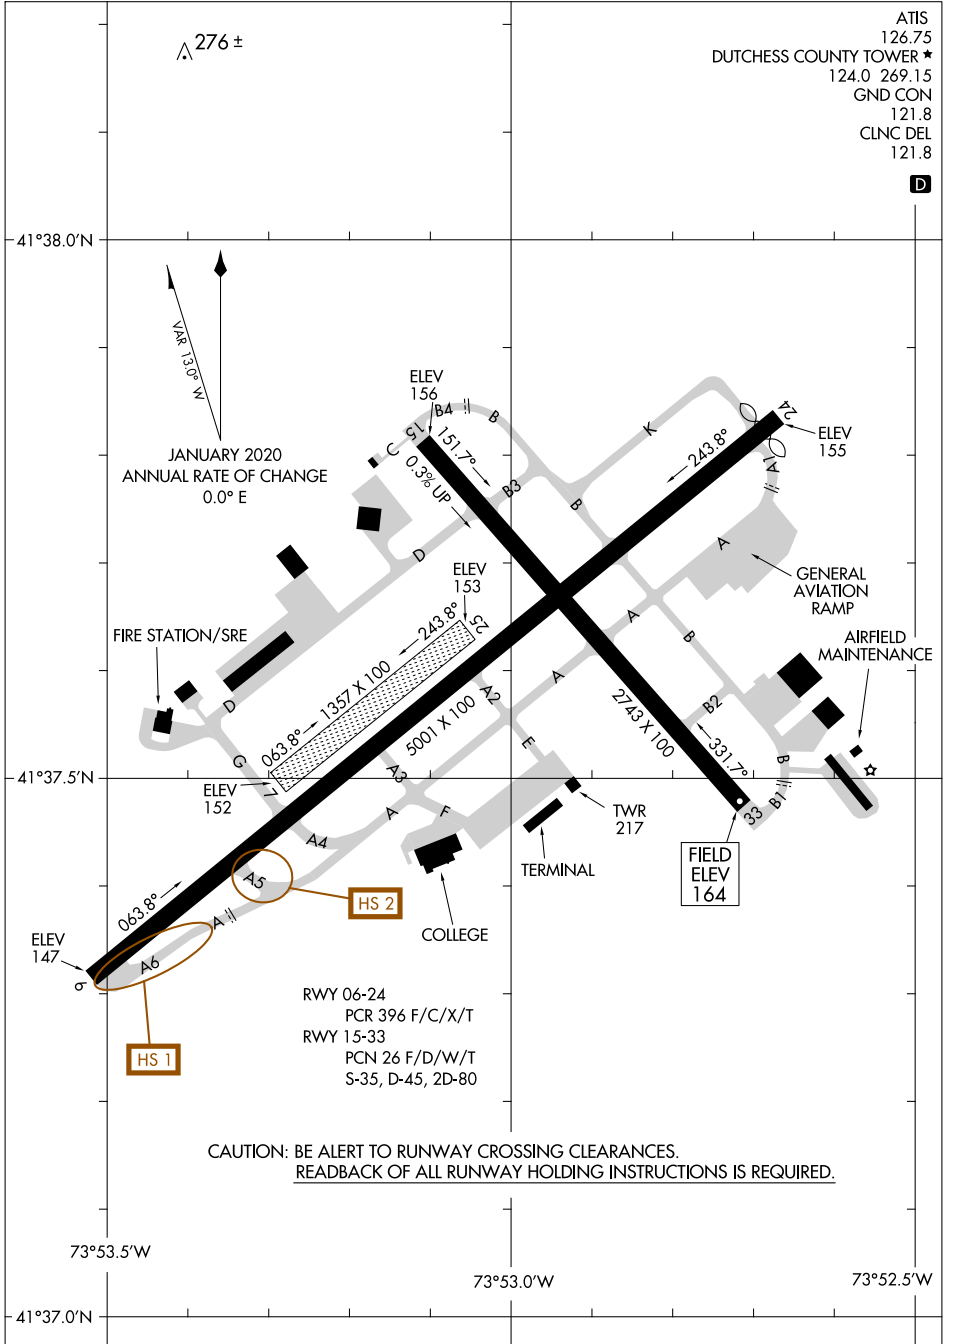 ATIS
126.75
DUTCHESS COUNTY TOWER ★
124.0 269.15
GND CON
121.8
CLNC DEL
121.8
D
276 ±
41°38.0'N
VAR 13.0° W
JANUARY 2020
ANNUAL RATE OF CHANGE
0.0° E
ELEV
156
B4
B
15
C
151.7°
0.3% UP
B3
B
K
243.8°
24
ELEV
155
A1
D
A
GENERAL
AVIATION
RAMP
ELEV
153
25
243.8°
1357 X 100
063.8°
7
ELEV
152
FIRE STATION/SRE
D
G
A
A
B
AIRFIELD
MAINTENANCE
A2
5001 X 100
E
2743 X 100
B2
331.7°
B
B1
33
41°37.5'N
A3
A
F
A4
TWR
217
TERMINAL
FIELD
ELEV
164
A5
HS 2
063.8°
A
COLLEGE
ELEV
147
6
A6
HS 1
RWY 06-24
PCR 396 F/C/X/T
RWY 15-33
PCN 26 F/D/W/T
S-35, D-45, 2D-80
CAUTION: BE ALERT TO RUNWAY CROSSING CLEARANCES.
READBACK OF ALL RUNWAY HOLDING INSTRUCTIONS IS REQUIRED.
73°53.5'W
73°53.0'W
73°52.5'W
41°37.0'N